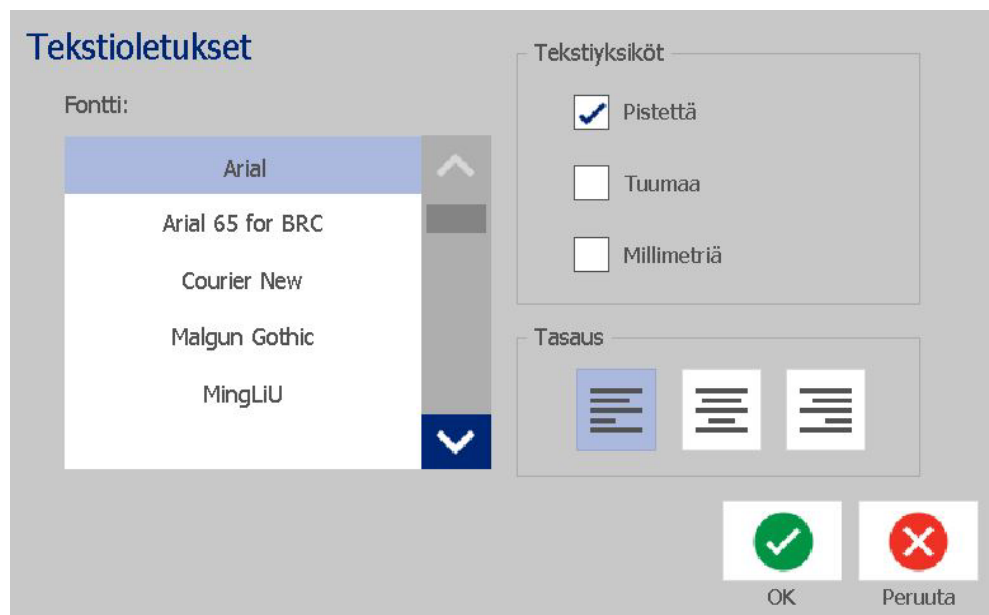 Tekstioletukset
Fontti:
Arial
Arial 65 for BRC
Courier New
Malgun Gothic
MingLiU
Tekstiyksiköt
Pistettä
Tuumaa
Millimetriä
Tasaus
OK
Peruuta